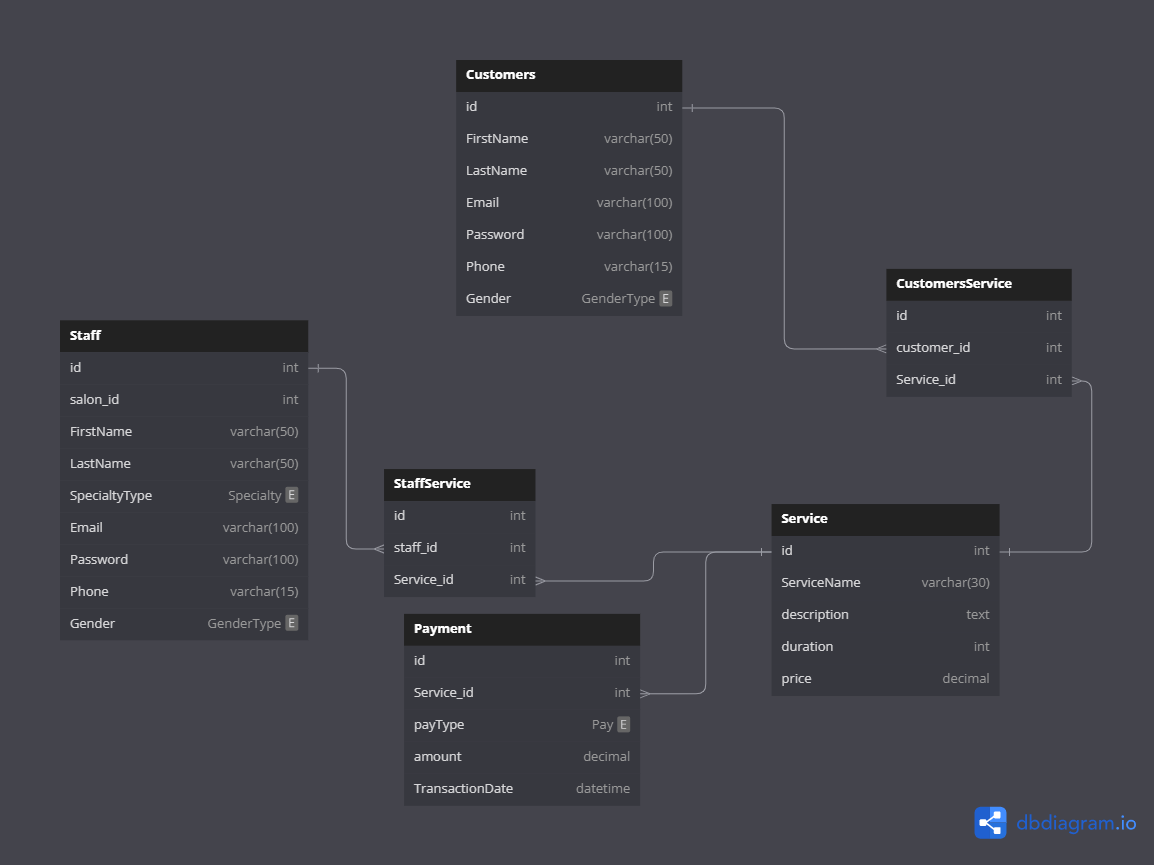 Customers
id int
FirstName varchar(50)
LastName varchar(50)
Email varchar(100)
Password varchar(100)
Phone varchar(15)
Gender GenderType E
CustomersService
id int
customer_id int
Service_id int
Staff
id int
salon_id int
FirstName varchar(50)
LastName varchar(50)
SpecialtyType Specialty E
Email varchar(100)
Password varchar(100)
Phone varchar(15)
Gender GenderType E
StaffService
id int
staff_id int
Service_id int
Service
id int
ServiceName varchar(30)
description text
duration int
price decimal
Payment
id int
Service_id int
payType Pay E
amount decimal
TransactionDate datetime
dbdiagram.io